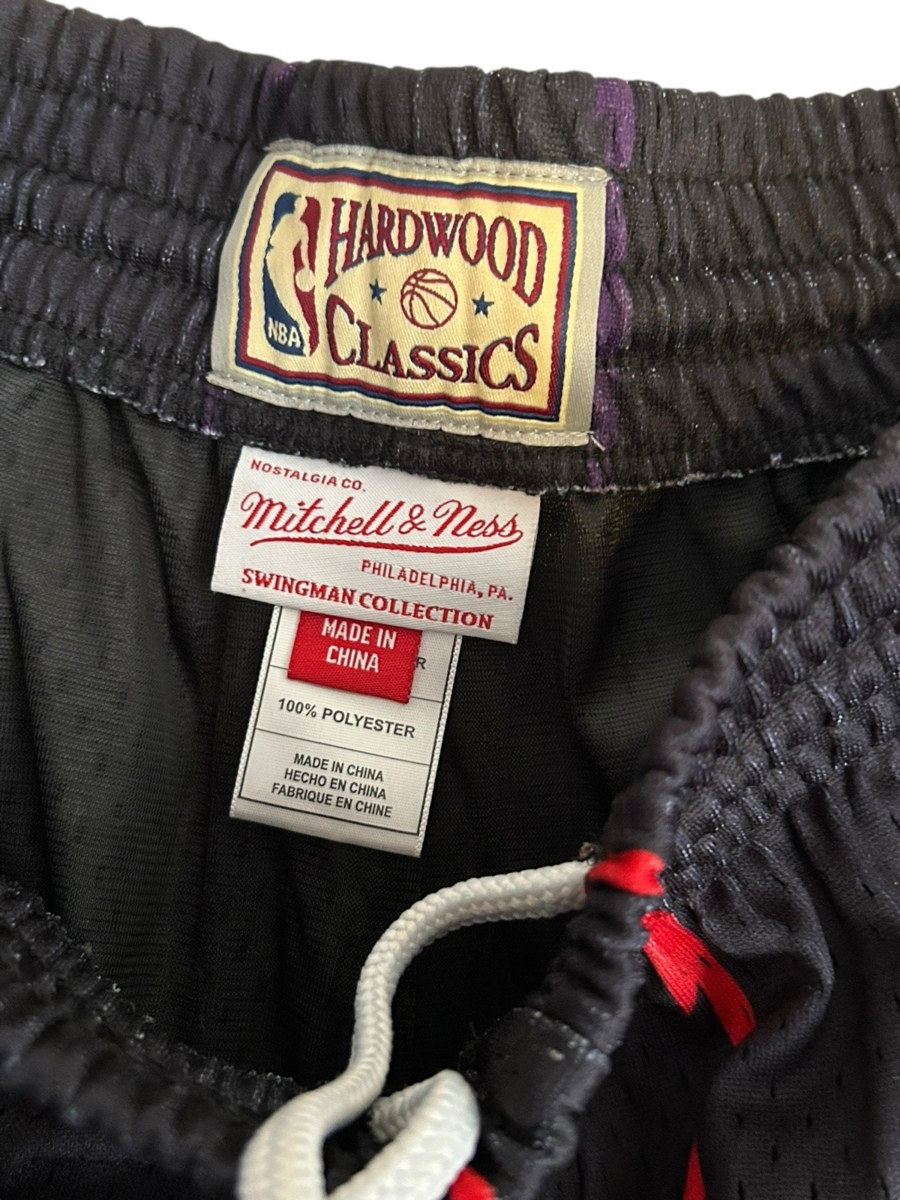 HARDWOOD
NBA
CLASSICS
NOSTALGIA CO.
Mitchell & Ness
PHILADELPHIA, PA.
SWINGMAN COLLECTION
MADE IN
CHINA
R
100% POLYESTER
MADE IN CHINA
HECHO EN CHINA
FABRIQUE EN CHINE